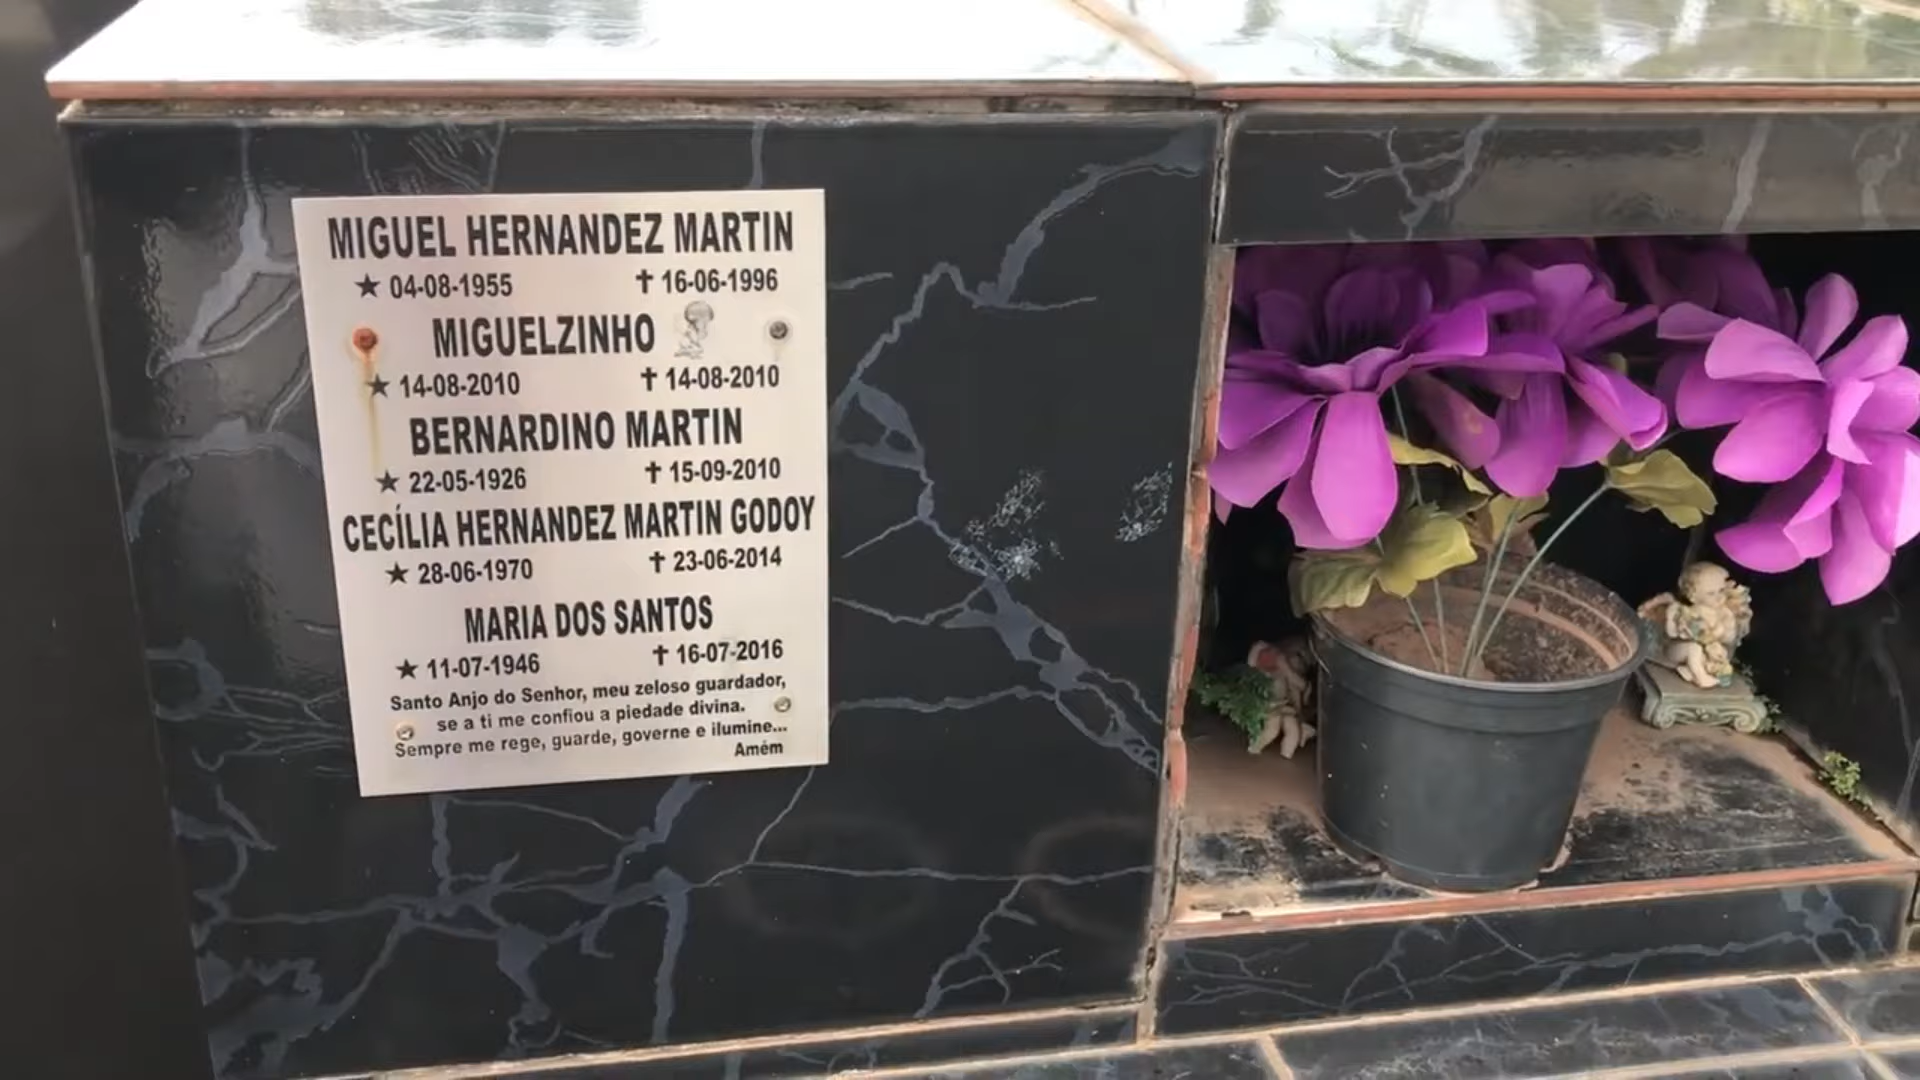 MIGUEL HERNANDEZ MARTIN
★ 04-08-1955 ✝ 16-06-1996
MIGUELZINHO
★ 14-08-2010 ✝ 14-08-2010
BERNARDINO MARTIN
★ 22-05-1926 ✝ 15-09-2010
CECÍLIA HERNANDEZ MARTIN GODOY
★ 28-06-1970 ✝ 23-06-2014
MARIA DOS SANTOS
★ 11-07-1946 ✝ 16-07-2016
Santo Anjo do Senhor, meu zeloso guardador,
se a ti me confiou a piedade divina.
Sempre me rege, guarde, governe e ilumine...
Amém